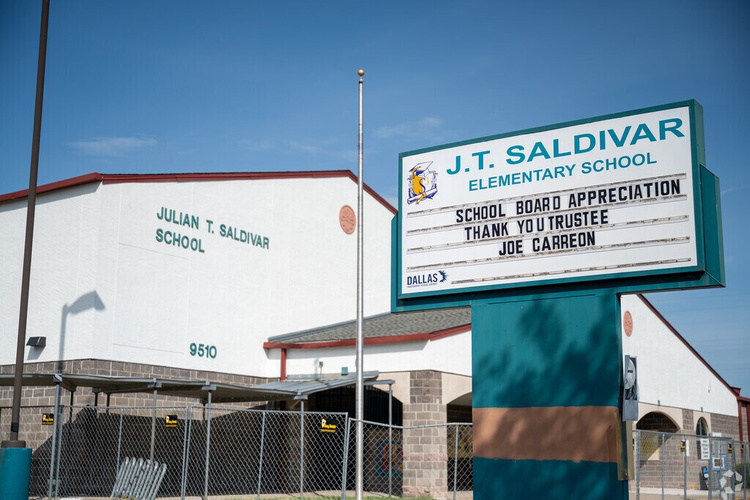 JULIAN T. SALDIVAR
SCHOOL
9510
J.T. SALDIVAR
ELEMENTARY SCHOOL
SCHOOL BOARD APPRECIATION
THANK YOU TRUSTEE
JOE CARREON
DALLAS